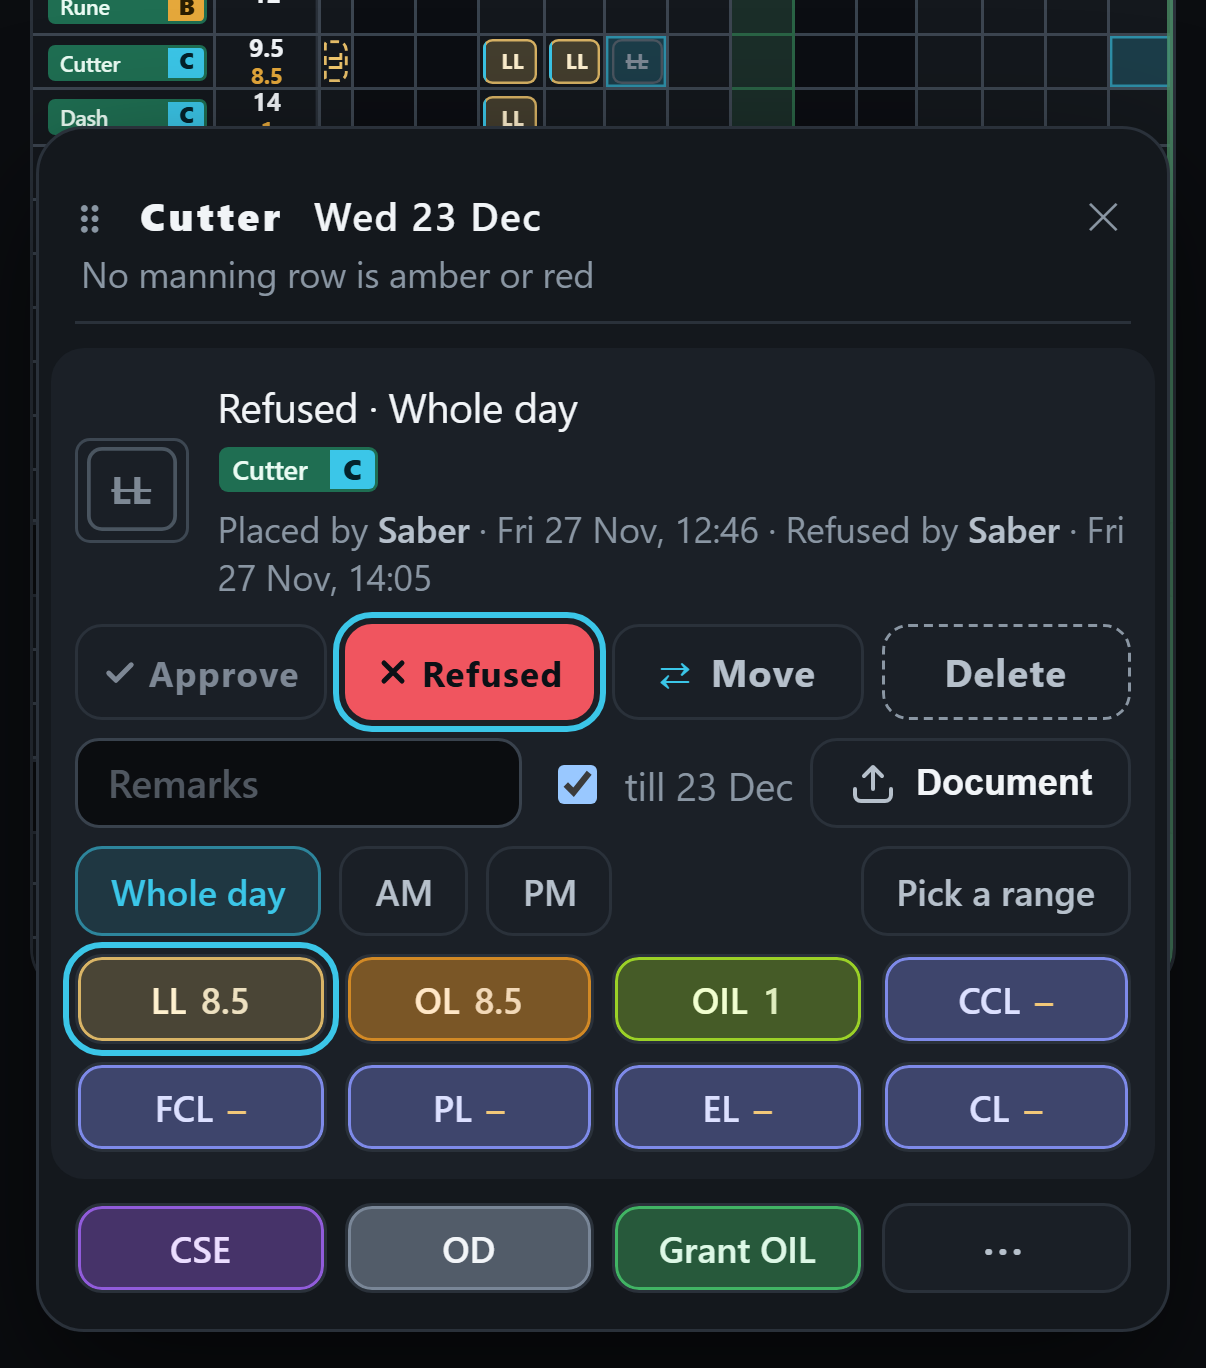 Rune B
Cutter C 9.5 8.5 LL LL LL LL
Dash C 14 LL
Cutter Wed 23 Dec
No manning row is amber or red
Refused · Whole day
LL
Cutter C
Placed by Saber · Fri 27 Nov, 12:46 · Refused by Saber · Fri
27 Nov, 14:05
Approve Refused Move Delete
Remarks till 23 Dec Document
Whole day AM PM Pick a range
LL 8.5 OL 8.5 OIL 1 CCL –
FCL – PL – EL – CL –
CSE OD Grant OIL ...